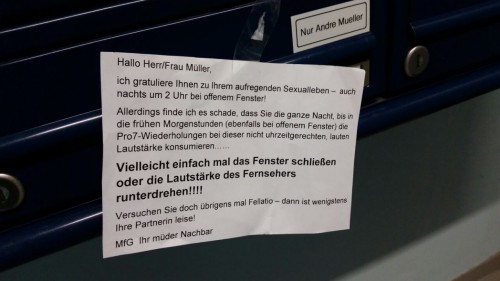 Nur Andre Mueller
Hallo Herr/Frau Müller,
ich gratuliere Ihnen zu Ihrem aufregenden Sexualleben – auch
nachts um 2 Uhr bei offenem Fenster!
Allerdings finde ich es schade, dass Sie die ganze Nacht, bis in
die frühen Morgenstunden (ebenfalls bei offenem Fenster) die
Pro7-Wiederholungen bei dieser nicht uhrzeitgerechten, lauten
Lautstärke konsumieren……
Vielleicht einfach mal das Fenster schließen
oder die Lautstärke des Fernsehers
runterdrehen!!!!
Versuchen Sie doch übrigens mal Fellatio – dann ist wenigstens
Ihre Partnerin leise!
MfG Ihr müder Nachbar